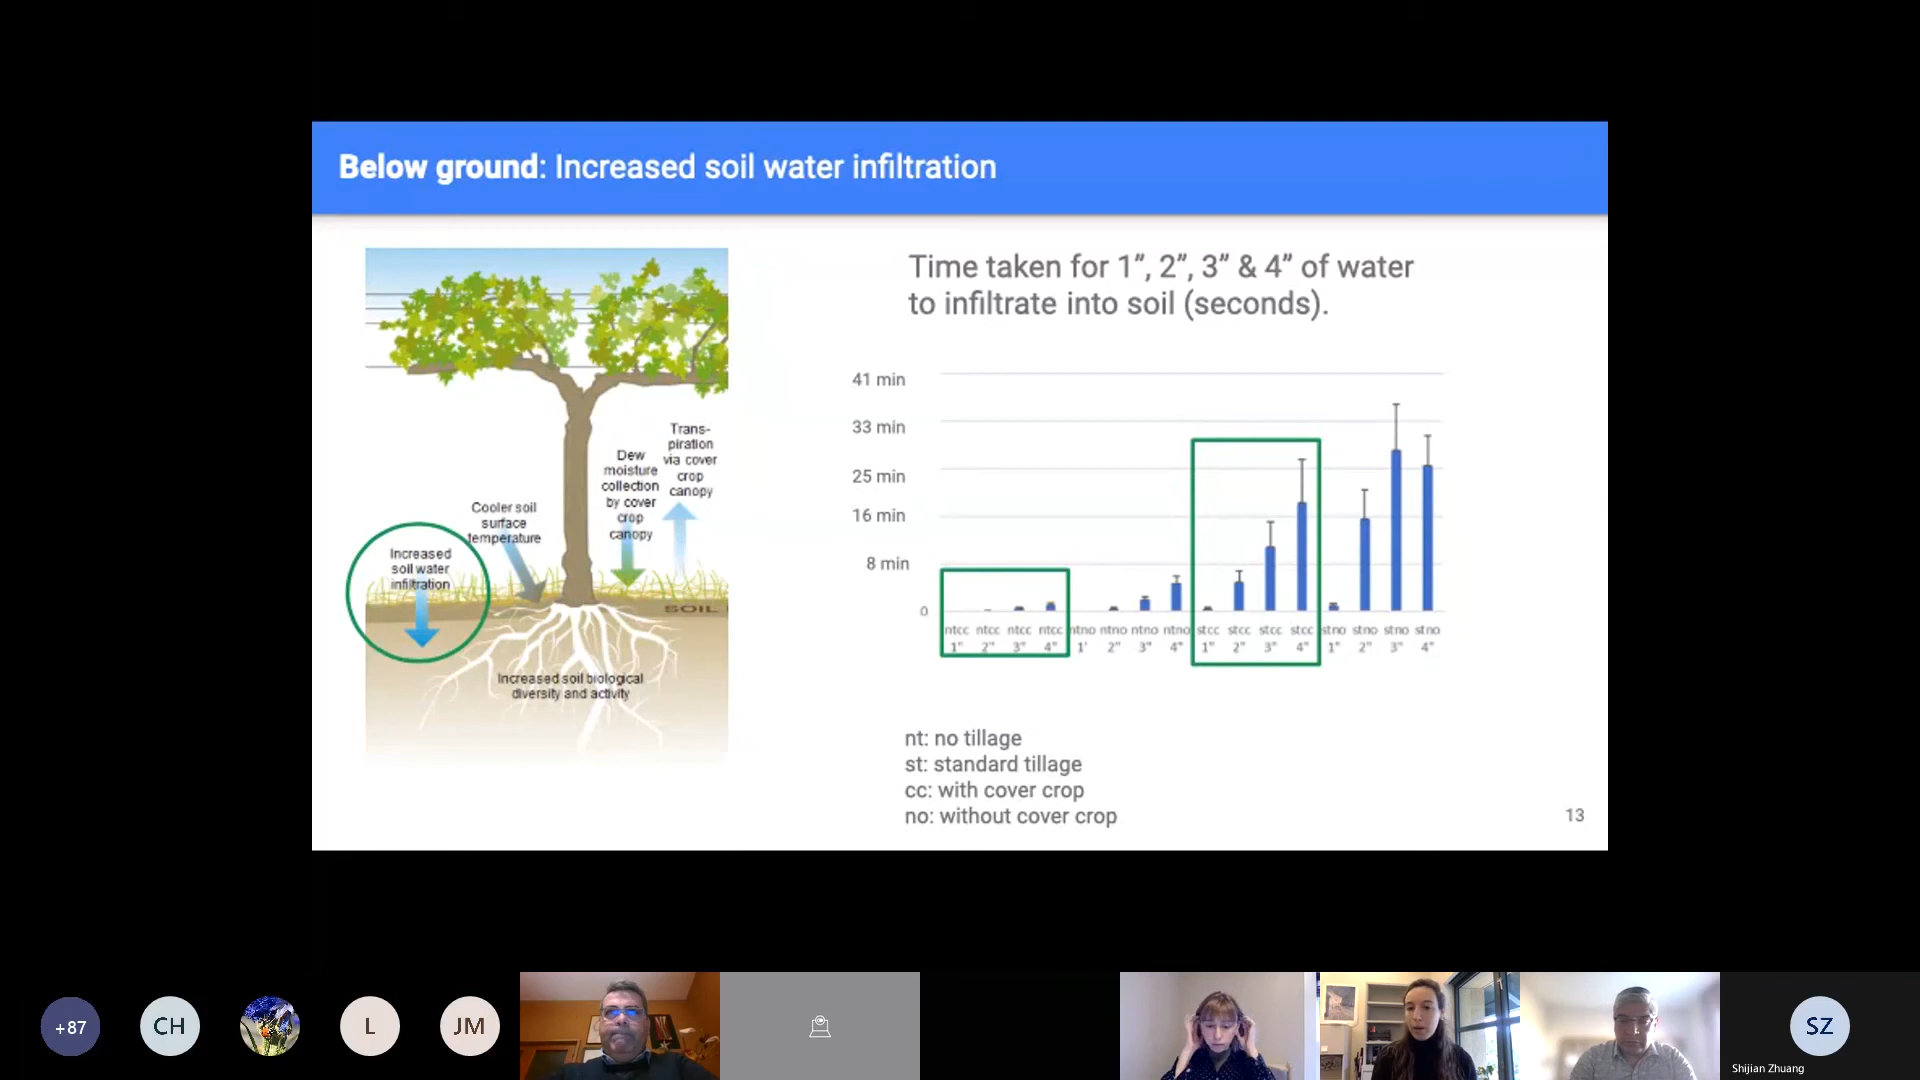 Below ground: Increased soil water infiltration
Trans-
piration
via cover
crop
canopy
Dew
moisture
collection
by cover
crop
canopy
Cooler soil
surface
temperature
Increased
soil water
infiltration
SOIL
Increased soil biological
diversity and activity
Time taken for 1”, 2”, 3” & 4” of water
to infiltrate into soil (seconds).
41 min
33 min
25 min
16 min
8 min
0
ntcc ntcc ntcc ntcc ntno ntno ntno ntno stcc stcc stcc stcc stno stno stno stno
1" 2" 3" 4" 1' 2" 3" 4" 1" 2" 3" 4" 1" 2" 3" 4"
nt: no tillage
st: standard tillage
cc: with cover crop
no: without cover crop
13
+87
CH
L
JM
SZ
Shijian Zhuang